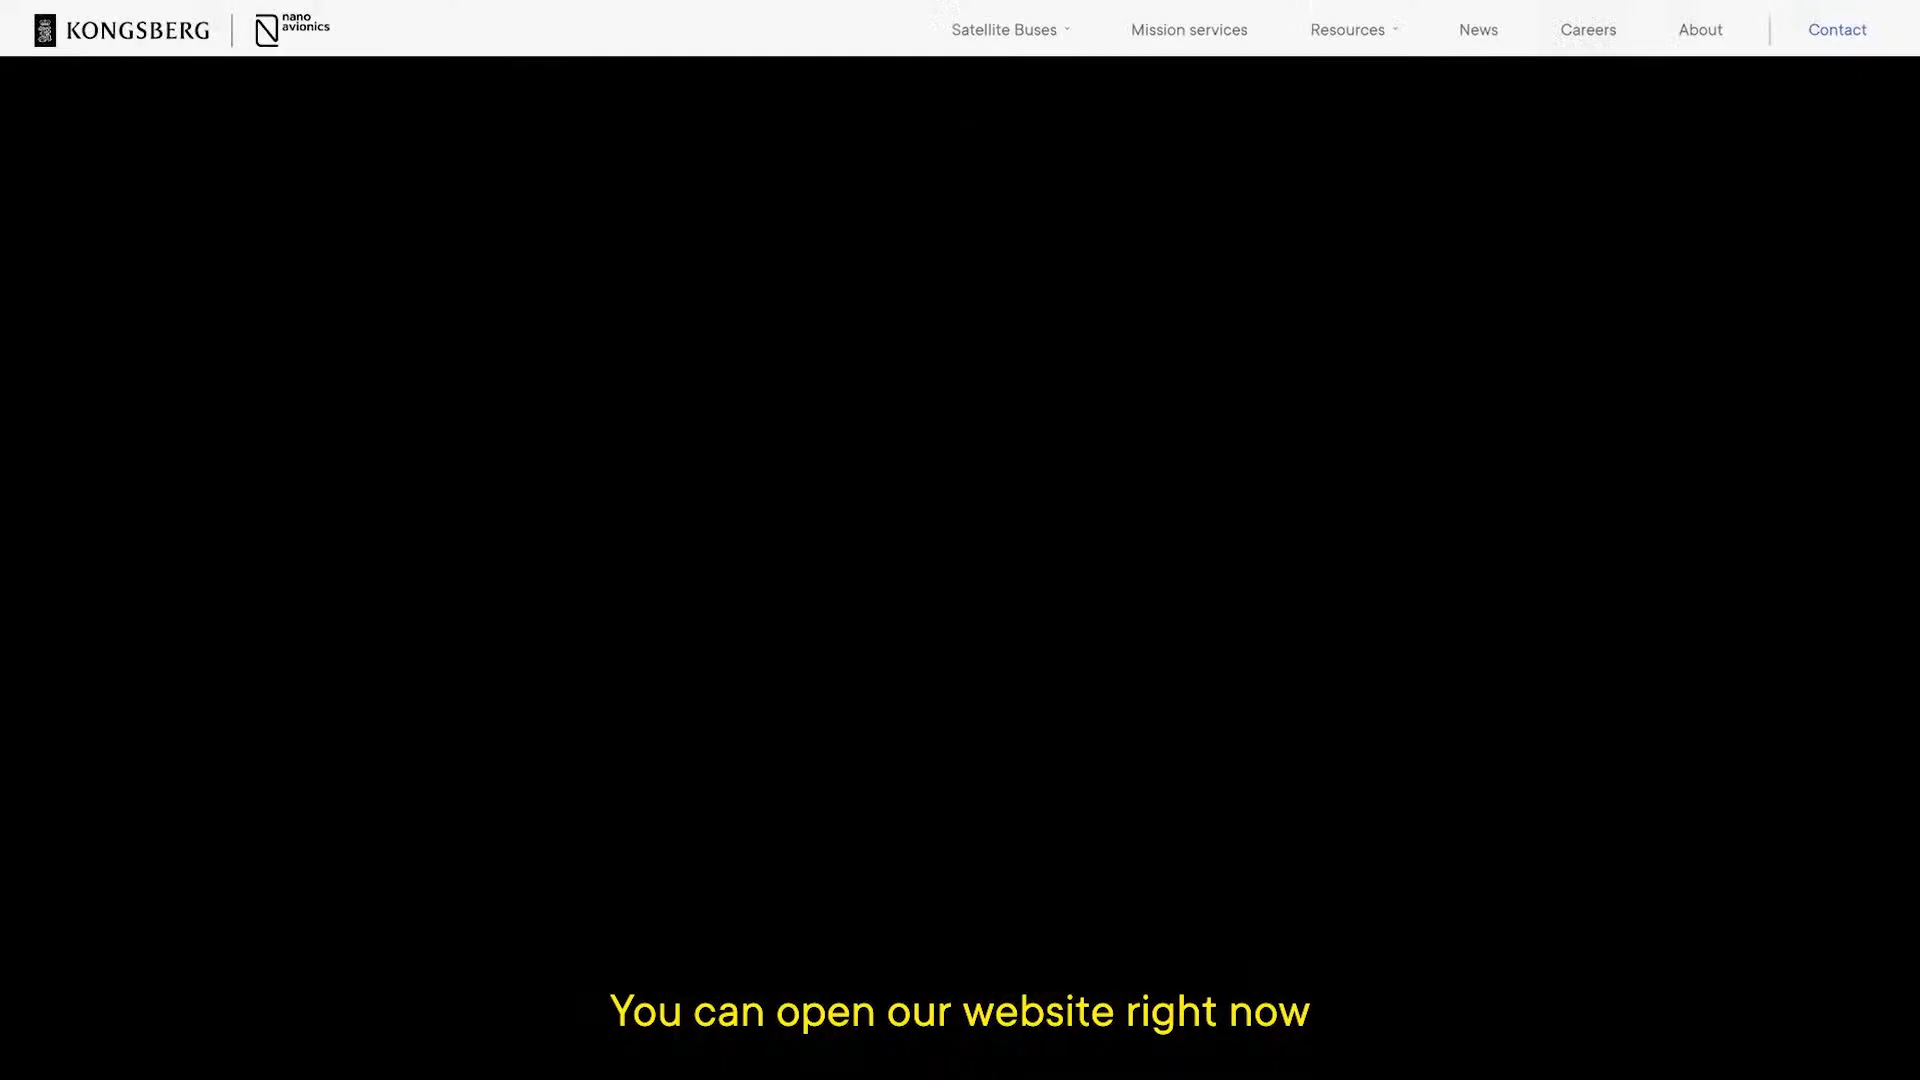 KONGSBERG
nano
avionics
Satellite Buses
Mission services
Resources
News
Careers
About
Contact
You can open our website right now